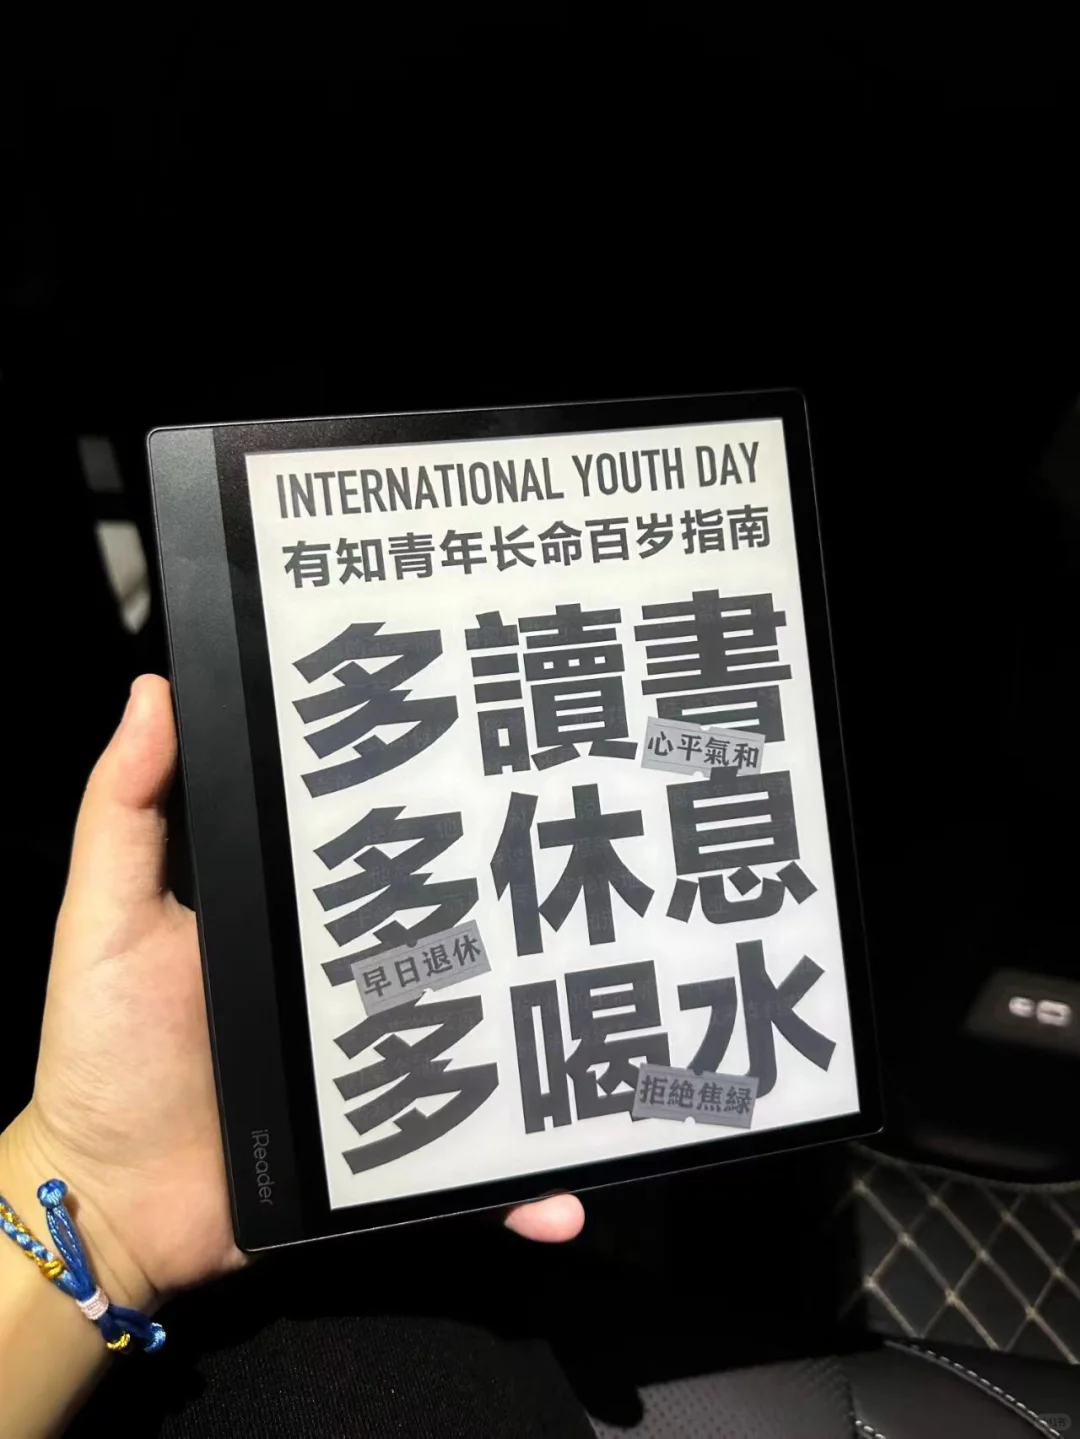 INTERNATIONAL YOUTH DAY
有知青年长命百岁指南
多讀書
心平氣和
多休息
早日退休
多喝水
拒絶焦緑
iReader